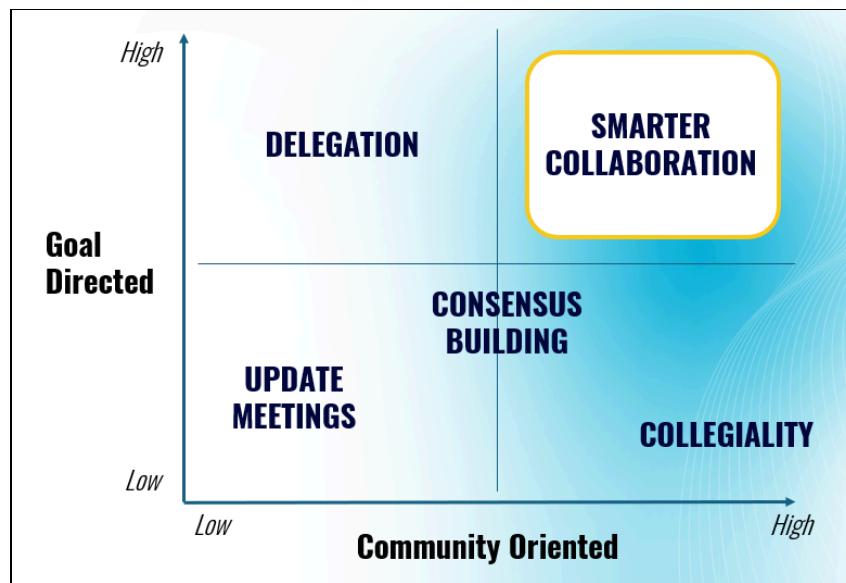 High
DELEGATION
SMARTER
COLLABORATION
Goal
Directed
CONSENSUS
BUILDING
UPDATE
MEETINGS
COLLEGIALITY
Low
Low
High
Community Oriented